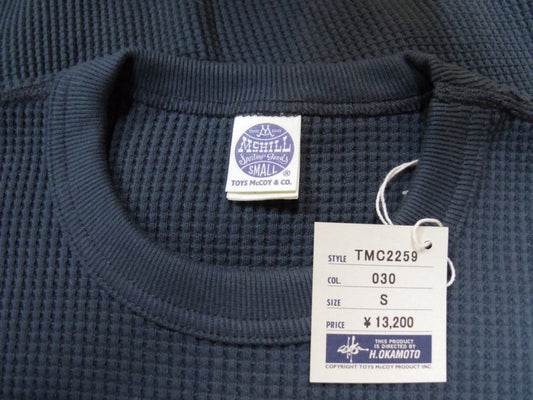 McHILL
Sporting Goods
SMALL
®
TOYS McCOY & CO.
STYLE TMC2259
COL. 030
SIZE S
PRICE ¥13,200
THIS PRODUCT
IS DIRECTED BY
H.OKAMOTO
COPYRIGHT TOYS McCOY PRODUCT INC.